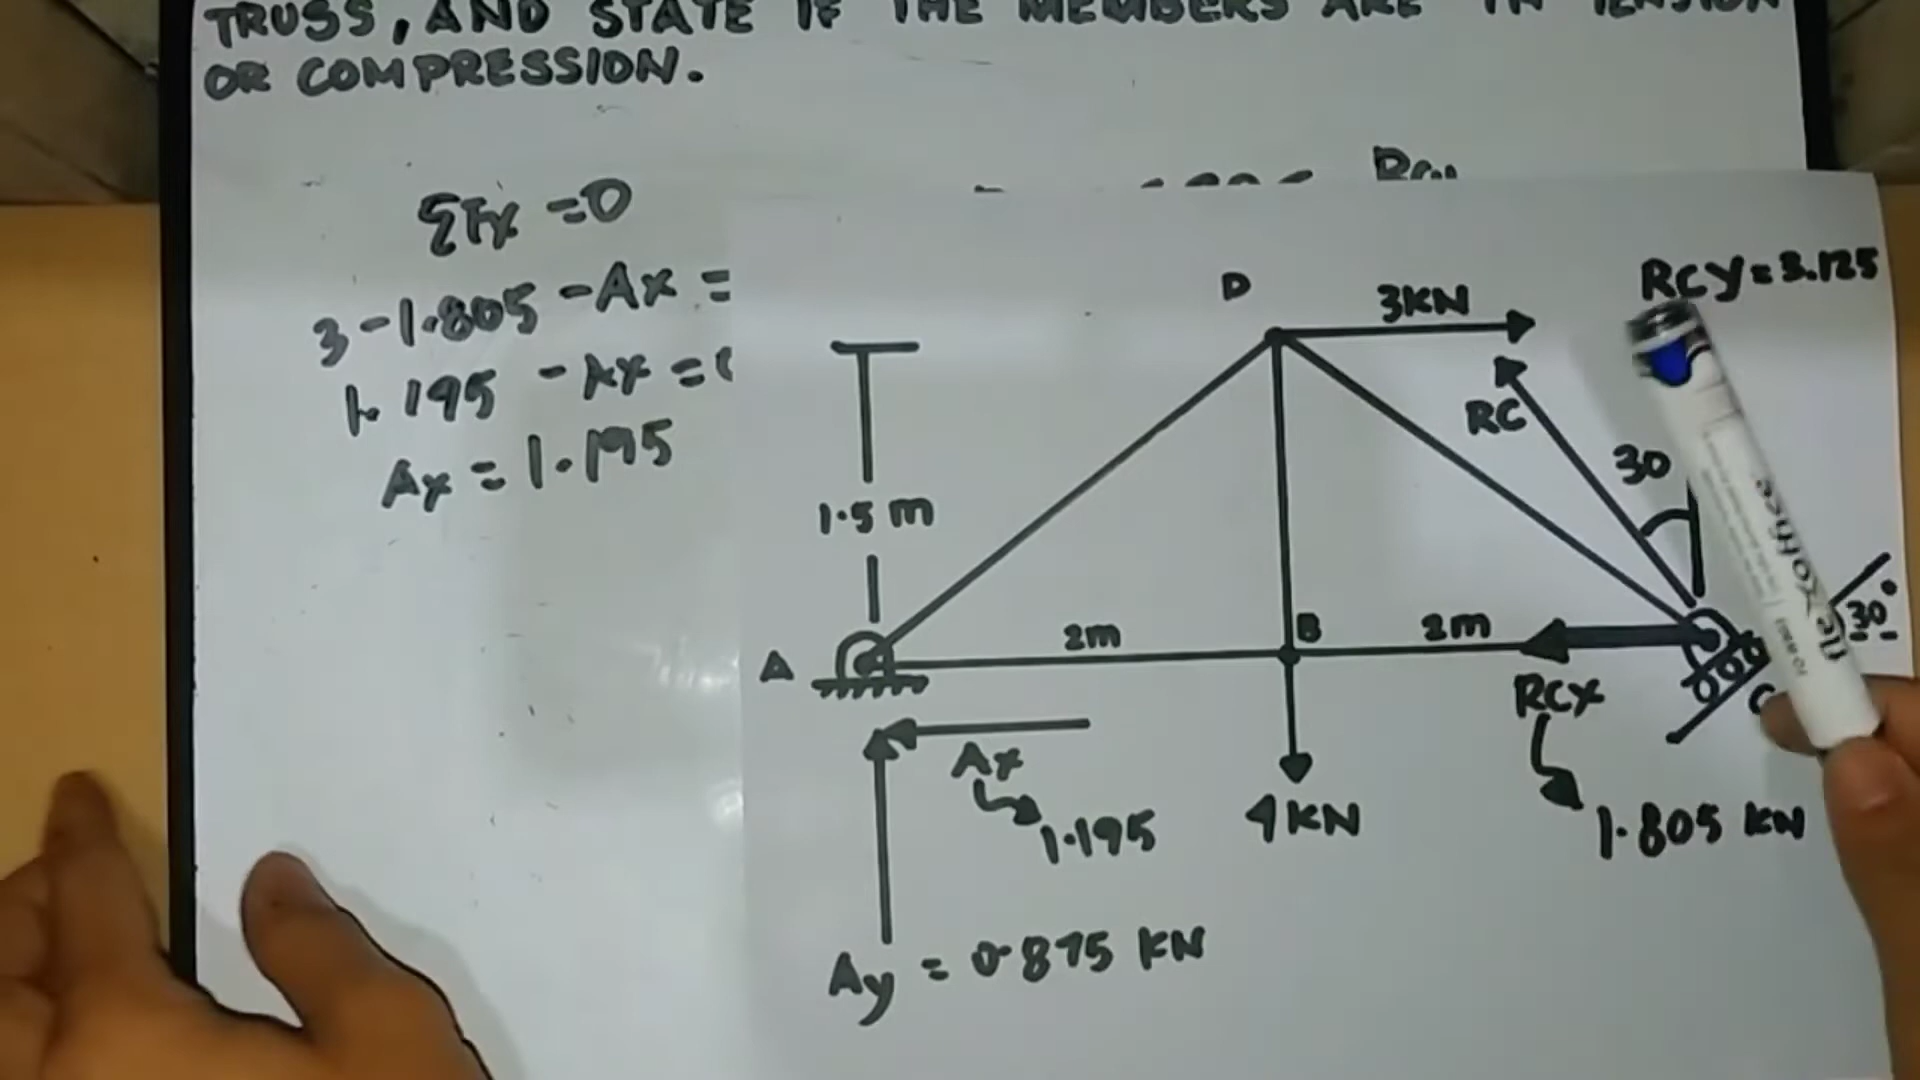 TRUSS, AND STATE IF THE MEMBERS ARE IN TENSION
OR COMPRESSION.
ΣFx =0
3-1.805 -Ax =
1.195 -Ax =
Ax = 1.195
D
3KN
RCy=3.125
RC
30
1.5 m
A
2m
B
2m
30°
RCx
C
Ax
1.195
4KN
1.805 KN
Ay = 0.875 KN